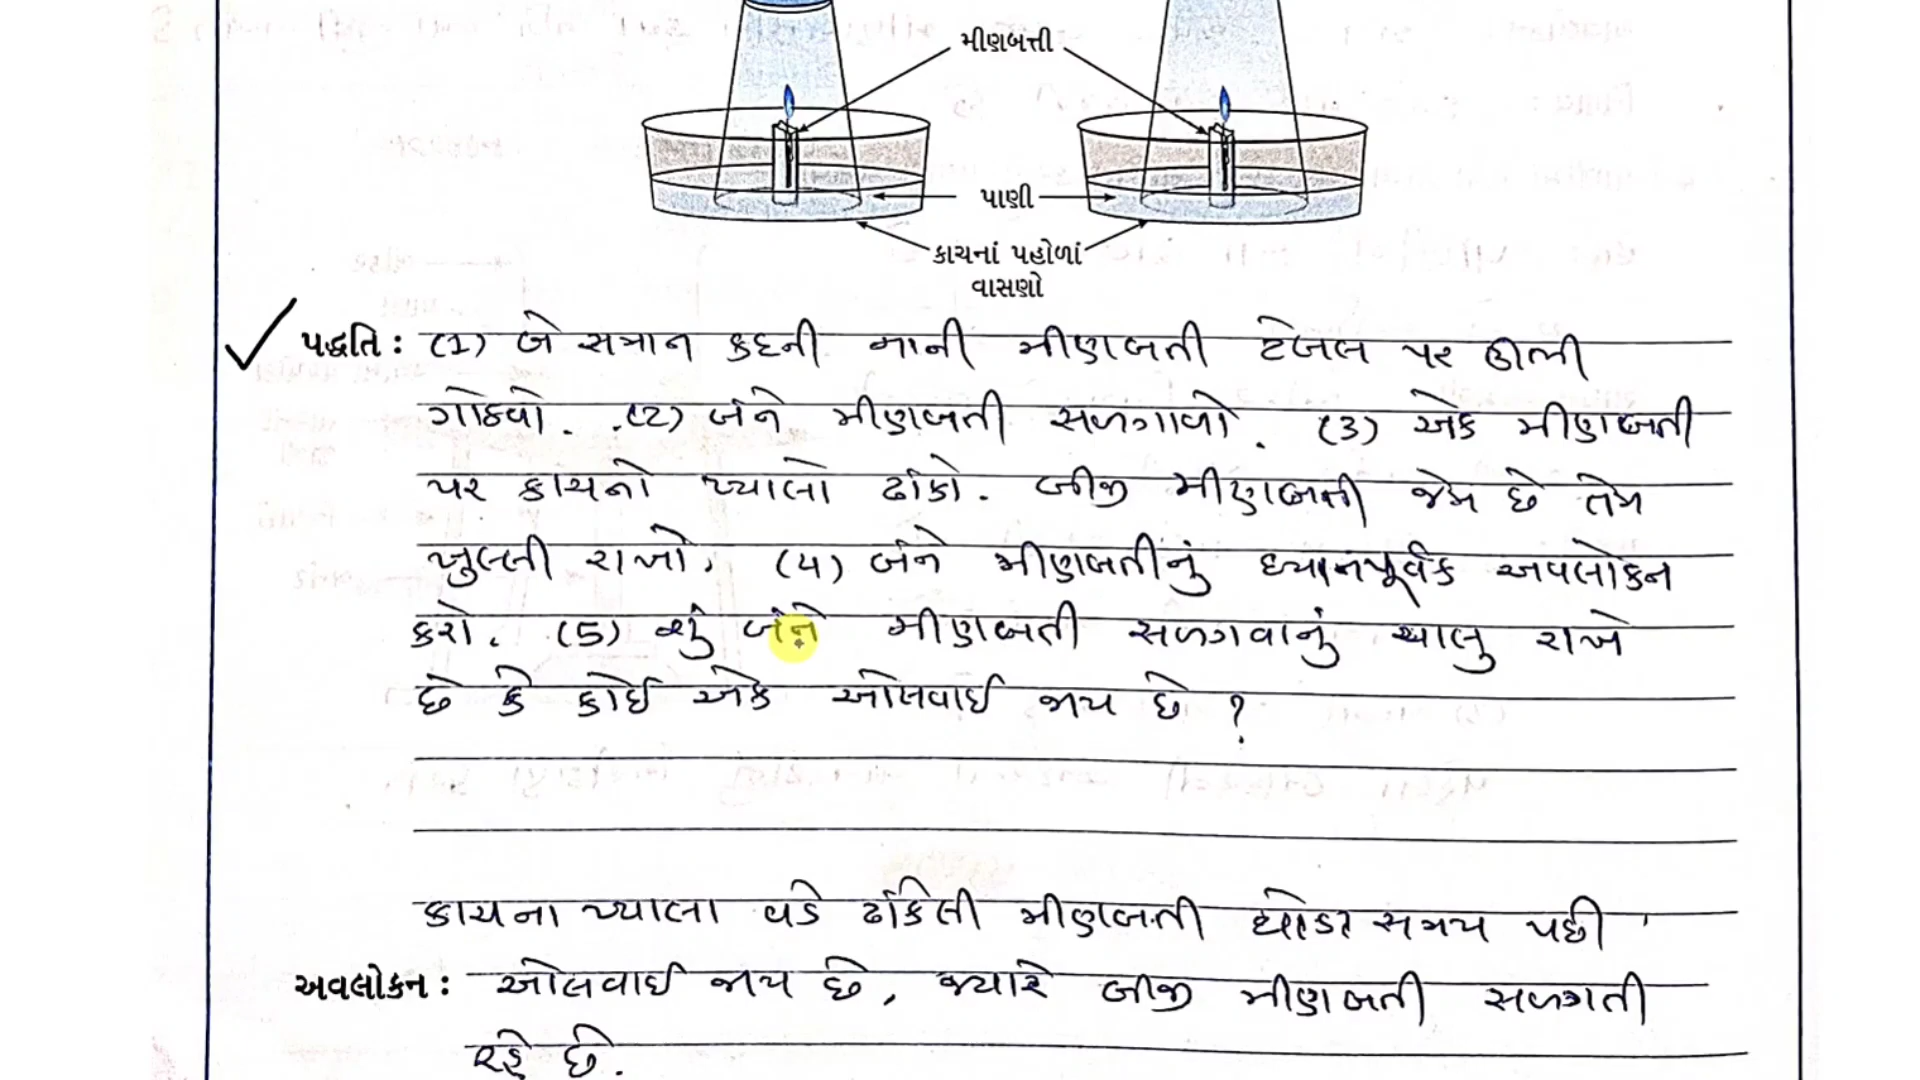 મીણબત્તી
પાણી
કાચનાં પહોળાં
વાસણો
પદ્ધતિ : (1) બે સમાન કદની નાની મીણબતી ટેબલ પર ઊભી
ગોઠવો. (2) બંને મીણબતી સળગાવો. (3) એક મીણબતી
પર કાચનો પ્યાલો ઢાંકો. બીજી મીણબતી જેમ છે તેમ
ખુલ્લી રાખો. (4) બંને મીણબતીનું ધ્યાનપૂર્વક અવલોકન
કરો. (5) શું બંને મીણબતી સળગવાનું ચાલુ રાખે
છે કે કોઈ એક ઓલવાઈ જાય છે ?
કાચના પ્યાલા વડે ઢાંકેલી મીણબતી થોડા સમય પછી
અવલોકન : ઓલવાઈ જાય છે, જ્યારે બીજી મીણબતી સળગતી
રહે છે.